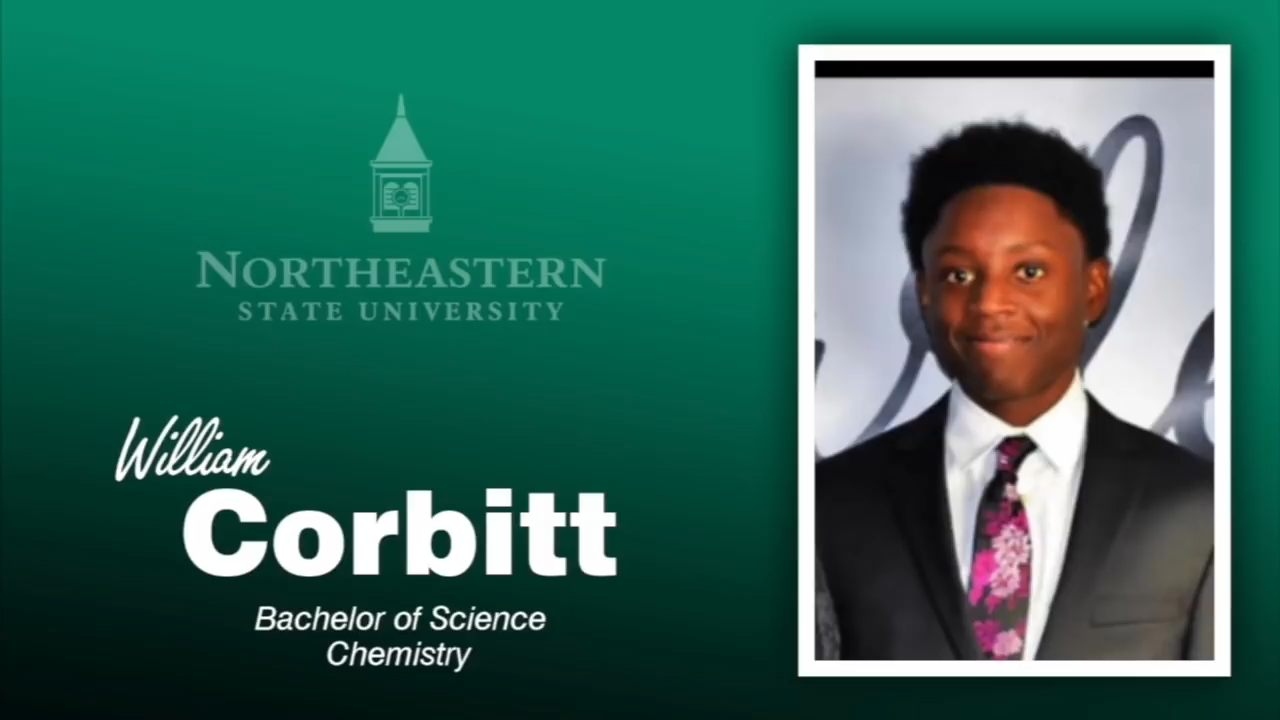 NORTHEASTERN
STATE UNIVERSITY
William
Corbitt
Bachelor of Science
Chemistry